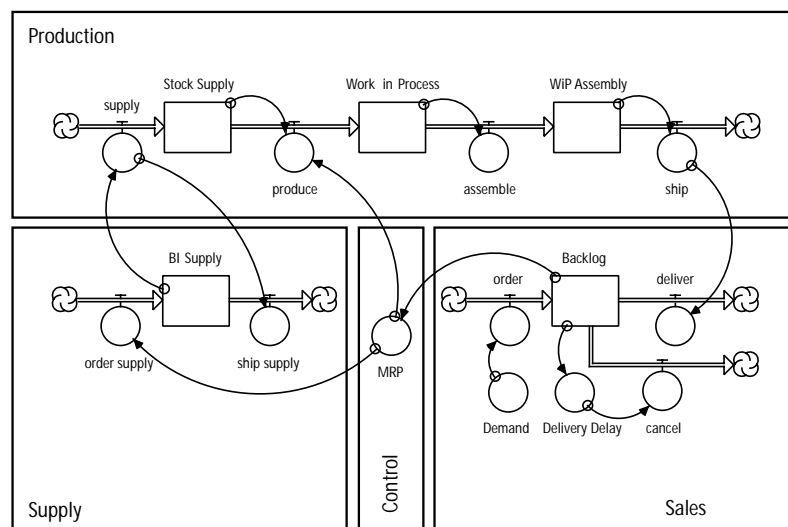 Production
Stock Supply
Work in Process
WiP Assembly
supply
produce
assemble
ship
BI Supply
order supply
ship supply
Supply
MRP
Control
Backlog
order
deliver
Demand
Delivery Delay
cancel
Sales